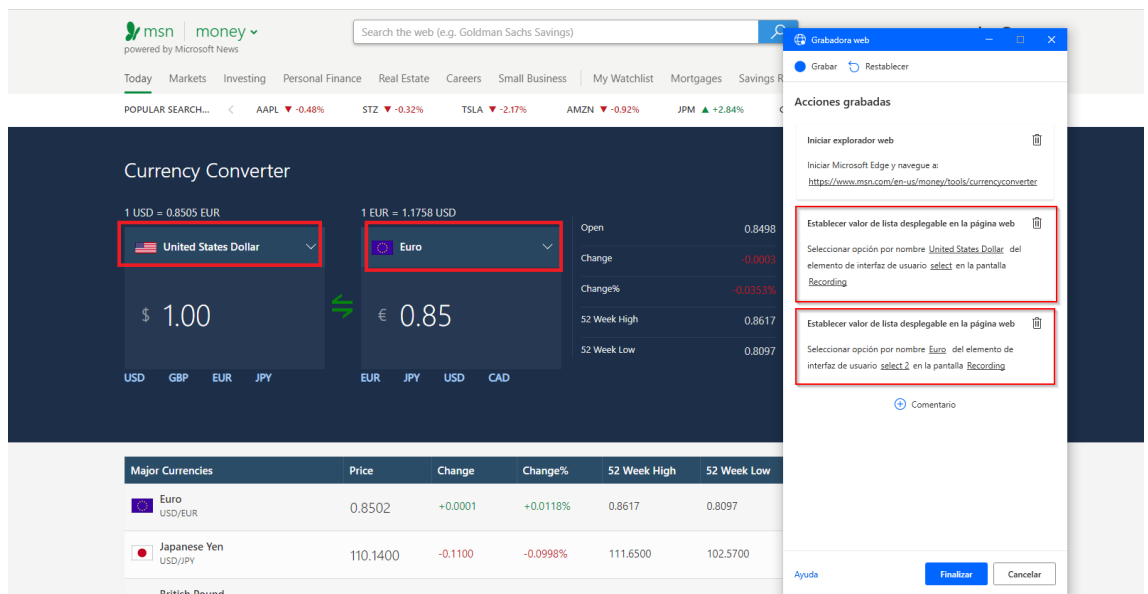 msn money
powered by Microsoft News
Search the web (e.g. Goldman Sachs Savings)
Today Markets Investing Personal Finance Real Estate Careers Small Business My Watchlist Mortgages Savings
POPULAR SEARCH... AAPL ▼ -0.48% STZ ▼ -0.32% TSLA ▼ -2.17% AMZN ▼ -0.92% JPM ▲ +2.84%
Currency Converter
1 USD = 0.8505 EUR
United States Dollar
$ 1.00
USD GBP EUR JPY
1 EUR = 1.1758 USD
Euro
€ 0.85
EUR JPY USD CAD
Open 0.8498
Change -0.0003
Change% -0.0353%
52 Week High 0.8617
52 Week Low 0.8097
Major Currencies Price Change Change% 52 Week High 52 Week Low
Euro
USD/EUR
0.8502 +0.0001 +0.0118% 0.8617 0.8097
Japanese Yen
USD/JPY
110.1400 -0.1100 -0.0998% 111.6500 102.5700
British Pound
Grabadora web
Grabar Restablecer
Acciones grabadas
Iniciar explorador web
Iniciar Microsoft Edge y navegue a:
https://www.msn.com/en-us/money/tools/currencyconverter
Establecer valor de lista desplegable en la página web
Seleccionar opción por nombre United States Dollar del
elemento de interfaz de usuario select en la pantalla
Recording
Establecer valor de lista desplegable en la página web
Seleccionar opción por nombre Euro del elemento de
interfaz de usuario select 2 en la pantalla Recording
Comentario
Ayuda Finalizar Cancelar